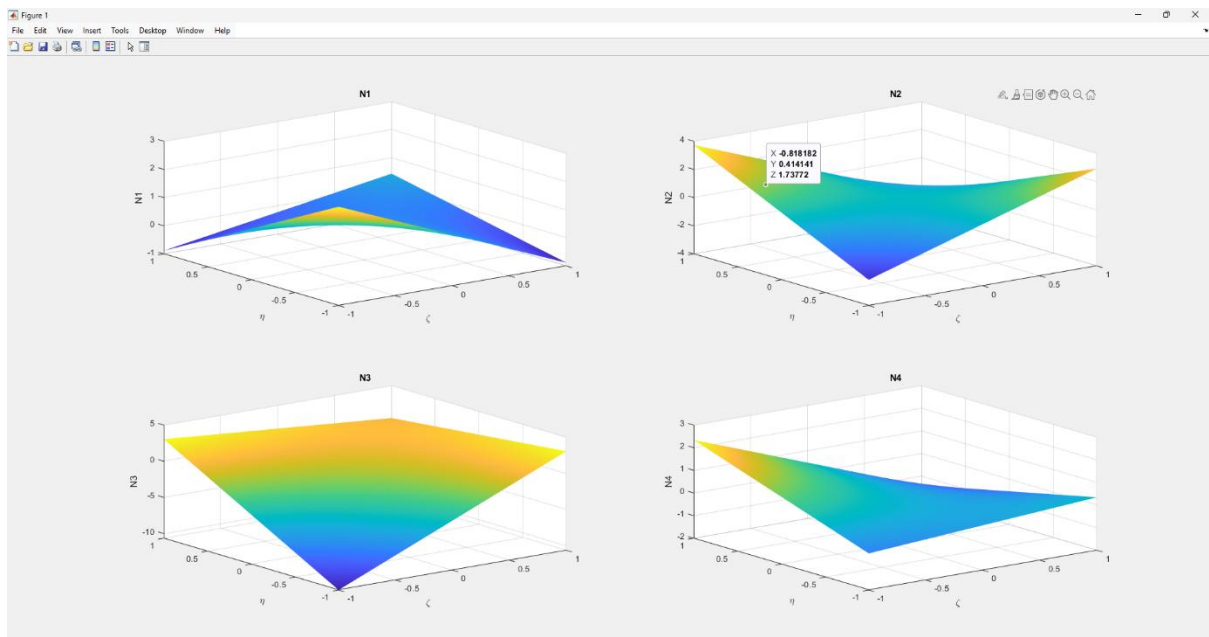 Figure 1
File Edit View Insert Tools Desktop Window Help
N1
3
2
1
0
-1
N1
1
0.5
0
-0.5
-1
η
-1
-0.5
0
0.5
1
ζ
N2
X -0.818182
Y 0.414141
Z 1.73772
4
2
0
-2
-4
N2
1
0.5
0
-0.5
-1
η
-1
-0.5
0
0.5
1
ζ
N3
5
0
-5
-10
N3
1
0.5
0
-0.5
-1
η
-1
-0.5
0
0.5
1
ζ
N4
3
2
1
0
-1
-2
N4
1
0.5
0
-0.5
-1
η
-1
-0.5
0
0.5
1
ζ